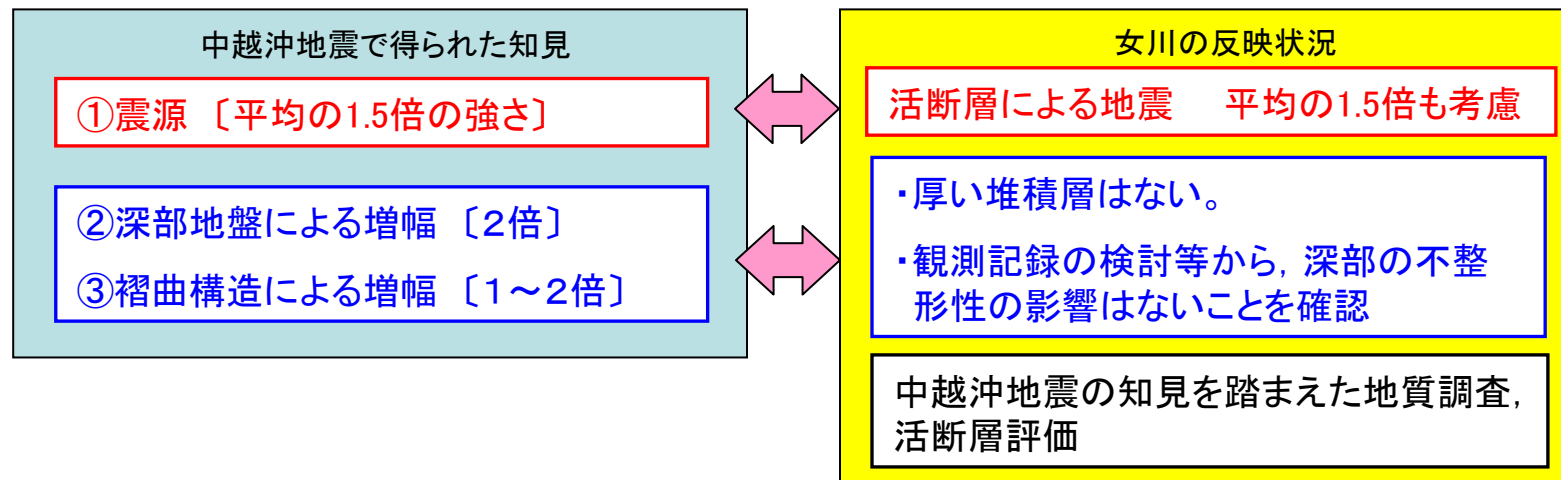 中越沖地震で得られた知見
①震源 〔平均の1.5倍の強さ〕
②深部地盤による増幅 〔２倍〕
③褶曲構造による増幅 〔１～２倍〕
女川の反映状況
活断層による地震　平均の1.5倍も考慮
・厚い堆積層はない。
・観測記録の検討等から，深部の不整
形性の影響はないことを確認
中越沖地震の知見を踏まえた地質調査，
活断層評価